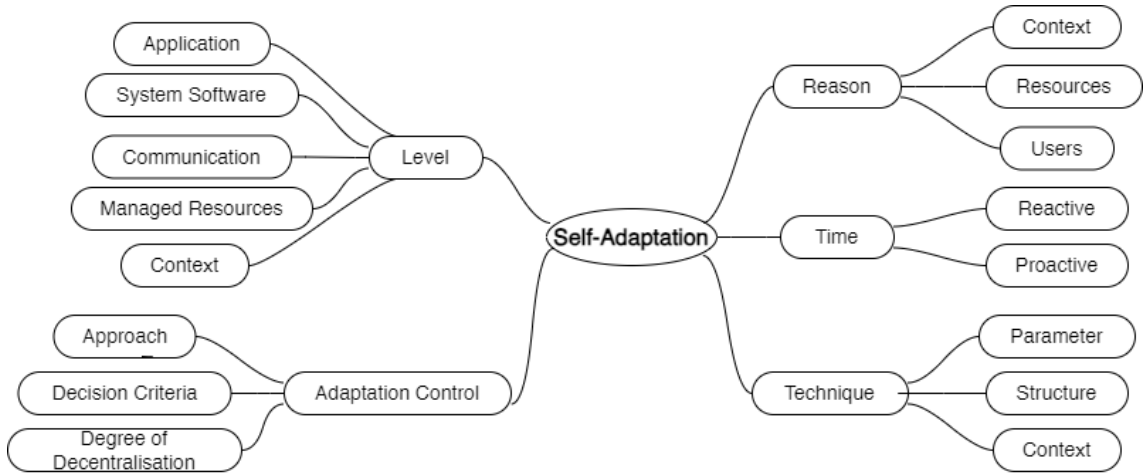 Application
System Software
Communication
Managed Resources
Context
Level
Approach
Decision Criteria
Degree of
Decentralisation
Adaptation Control
Self-Adaptation
Reason
Context
Resources
Users
Time
Reactive
Proactive
Technique
Parameter
Structure
Context